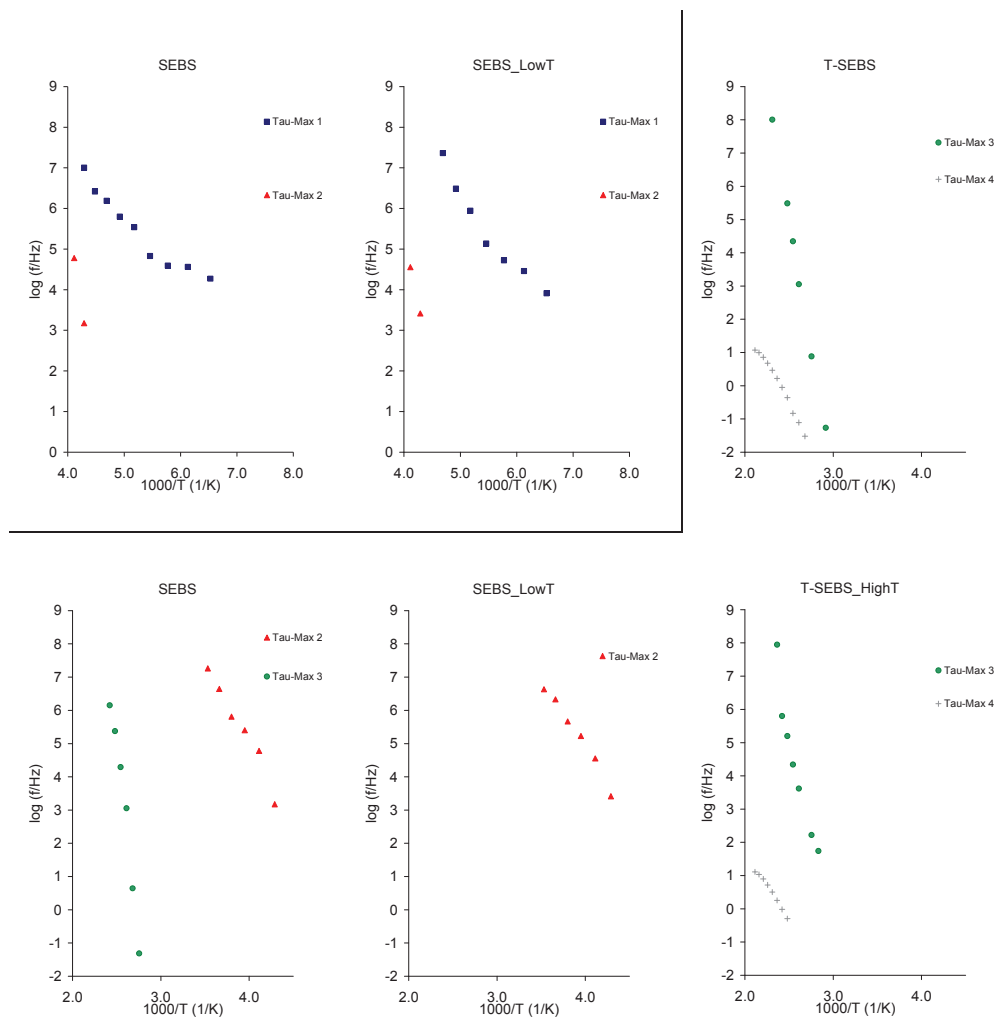 SEBS
9
8
7
6
5
4
3
2
1
0
log (f/Hz)
4.0 5.0 6.0 7.0 8.0
1000/T (1/K)
Tau-Max 1
Tau-Max 2
SEBS_LowT
9
8
7
6
5
4
3
2
1
0
log (f/Hz)
4.0 5.0 6.0 7.0 8.0
1000/T (1/K)
Tau-Max 1
Tau-Max 2
T-SEBS
9
8
7
6
5
4
3
2
1
0
-1
-2
log (f/Hz)
2.0 3.0 4.0
1000/T (1/K)
Tau-Max 3
Tau-Max 4
SEBS
9
8
7
6
5
4
3
2
1
0
-1
-2
log (f/Hz)
2.0 3.0 4.0
1000/T (1/K)
Tau-Max 2
Tau-Max 3
SEBS_LowT
9
8
7
6
5
4
3
2
1
0
-1
-2
log (f/Hz)
2.0 3.0 4.0
1000/T (1/K)
Tau-Max 2
T-SEBS_HighT
9
8
7
6
5
4
3
2
1
0
-1
-2
log (f/Hz)
2.0 3.0 4.0
1000/T (1/K)
Tau-Max 3
Tau-Max 4